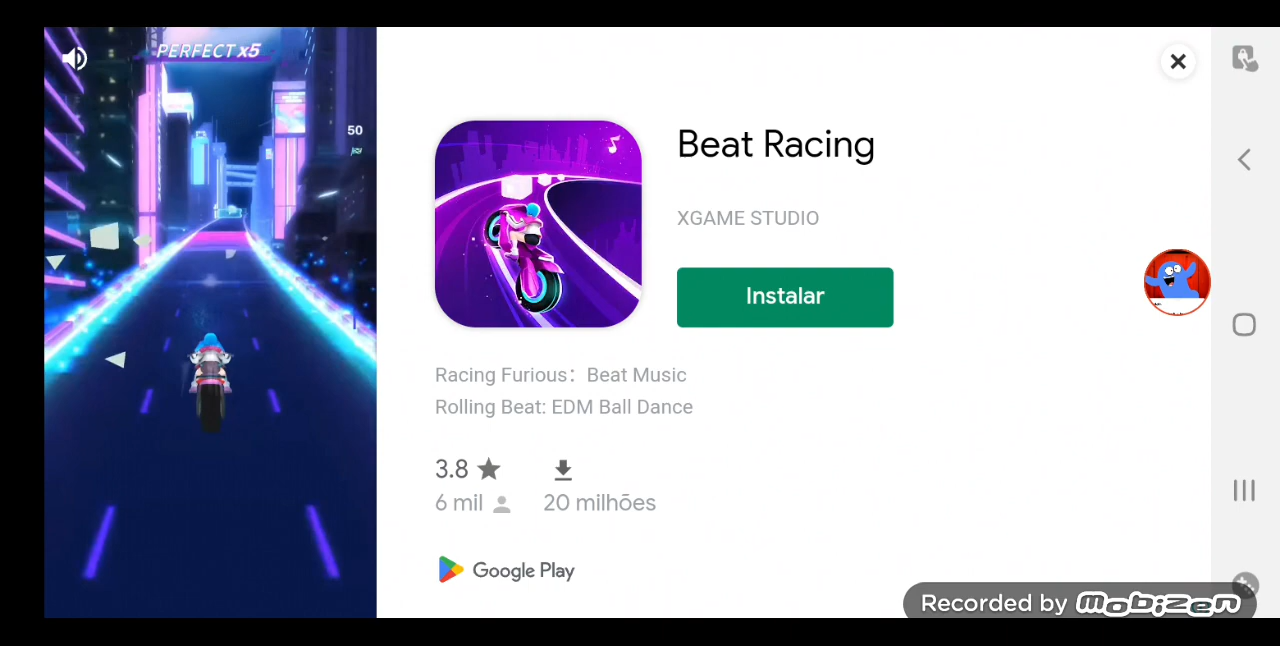 PERFECT x5
50
Beat Racing
XGAME STUDIO
Instalar
Racing Furious: Beat Music
Rolling Beat: EDM Ball Dance
3.8
6 mil
20 milhões
Google Play
Recorded by mobizen